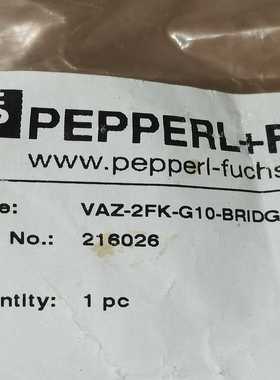 PEPPERL+F
www.pepperl-fuchs
e: VAZ-2FK-G10-BRIDG
No.: 216026
ntity: 1 pc